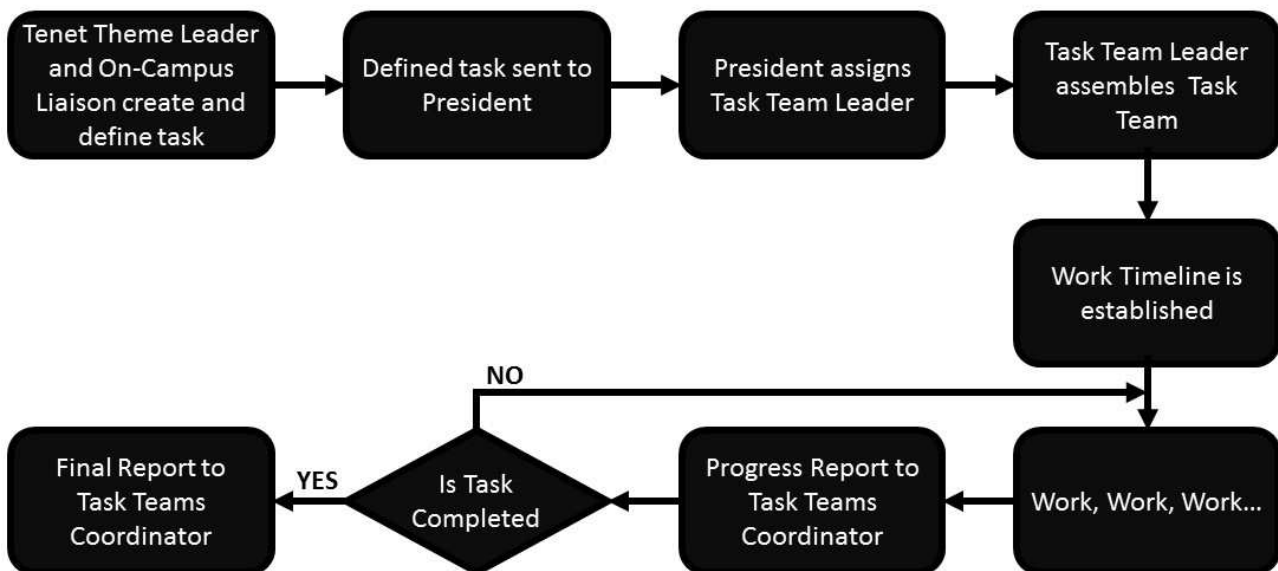 Tenet Theme Leader
and On-Campus
Liaison create and
define task
Defined task sent to
President
President assigns
Task Team Leader
Task Team Leader
assembles Task
Team
Work Timeline is
established
NO
Work, Work, Work...
Progress Report to
Task Teams
Coordinator
Is Task
Completed
YES
Final Report to
Task Teams
Coordinator